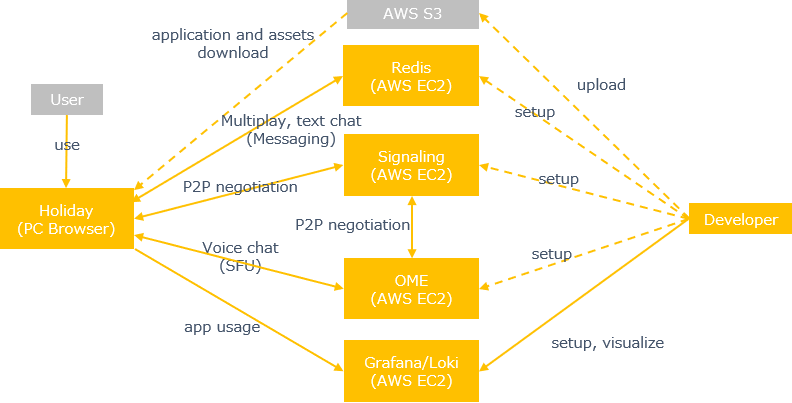 AWS S3
application and assets
download
Redis
(AWS EC2)
User
upload
setup
Multiplay, text chat
(Messaging)
use
Signaling
(AWS EC2)
P2P negotiation
setup
Holiday
(PC Browser)
Developer
P2P negotiation
Voice chat
(SFU)
setup
OME
(AWS EC2)
app usage
setup, visualize
Grafana/Loki
(AWS EC2)